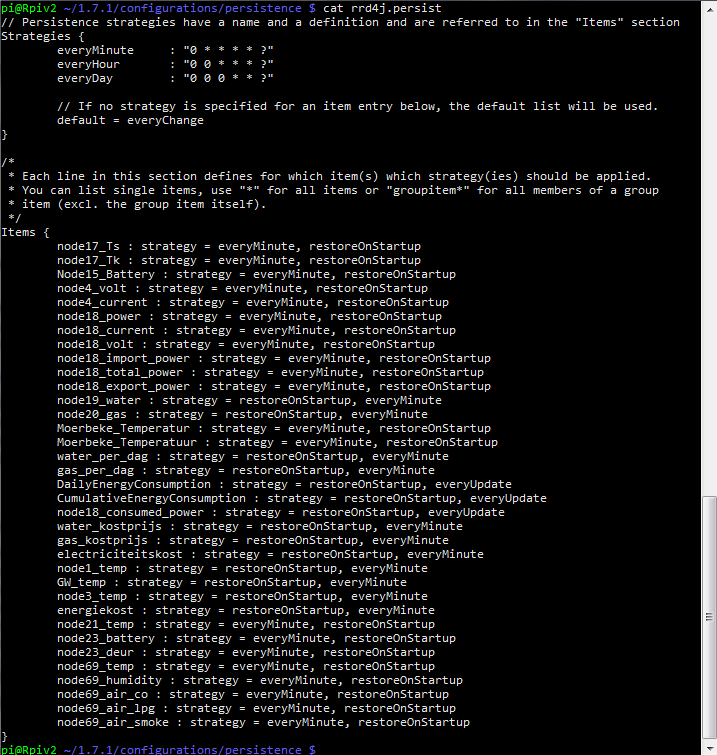 pi@Rpiv2 ~/1.7.1/configurations/persistence $ cat rrd4j.persist
// Persistence strategies have a name and a definition and are referred to in the "Items" section
Strategies {
        everyMinute     : "0 * * * * ?"
        everyHour       : "0 0 * * * ?"
        everyDay        : "0 0 0 * * ?"

        // If no strategy is specified for an item entry below, the default list will be used.
        default = everyChange
}

/*
 * Each line in this section defines for which item(s) which strategy(ies) should be applied.
 * You can list single items, use "*" for all items or "groupitem*" for all members of a group
 * item (excl. the group item itself).
 */
Items {
        node17_Ts : strategy = everyMinute, restoreOnStartup
        node17_Tk : strategy = everyMinute, restoreOnStartup
        Node15_Battery : strategy = everyMinute, restoreOnStartup
        node4_volt : strategy = everyMinute, restoreOnStartup
        node4_current : strategy = everyMinute, restoreOnStartup
        node18_power : strategy = everyMinute, restoreOnStartup
        node18_current : strategy = everyMinute, restoreOnStartup
        node18_volt : strategy = everyMinute, restoreOnStartup
        node18_import_power : strategy = everyMinute, restoreOnStartup
        node18_total_power : strategy = everyMinute, restoreOnStartup
        node18_export_power : strategy = everyMinute, restoreOnStartup
        node19_water : strategy = restoreOnStartup, everyMinute
        node20_gas : strategy = restoreOnStartup, everyMinute
        Moerbeke_Temperatur : strategy = everyMinute, restoreOnStartup
        Moerbeke_Temperatuur : strategy = everyMinute, restoreOnStartup
        water_per_dag : strategy = restoreOnStartup, everyMinute
        gas_per_dag : strategy = restoreOnStartup, everyMinute
        DailyEnergyConsumption : strategy = restoreOnStartup, everyUpdate
        CumulativeEnergyConsumption : strategy = restoreOnStartup, everyUpdate
        node18_consumed_power : strategy = restoreOnStartup, everyUpdate
        water_kostprijs : strategy = restoreOnStartup, everyMinute
        gas_kostprijs : strategy = restoreOnStartup, everyMinute
        electriciteitskost : strategy = restoreOnStartup, everyMinute
        node1_temp : strategy = restoreOnStartup, everyMinute
        GW_temp : strategy = restoreOnStartup, everyMinute
        node3_temp : strategy = restoreOnStartup, everyMinute
        energiekost : strategy = restoreOnStartup, everyMinute
        node21_temp : strategy = everyMinute, restoreOnStartup
        node23_battery : strategy = everyMinute, restoreOnStartup
        node23_deur : strategy = everyMinute, restoreOnStartup
        node69_temp : strategy = everyMinute, restoreOnStartup
        node69_humidity : strategy = everyMinute, restoreOnStartup
        node69_air_co : strategy = everyMinute, restoreOnStartup
        node69_air_lpg : strategy = everyMinute, restoreOnStartup
        node69_air_smoke : strategy = everyMinute, restoreOnStartup
}
pi@Rpiv2 ~/1.7.1/configurations/persistence $